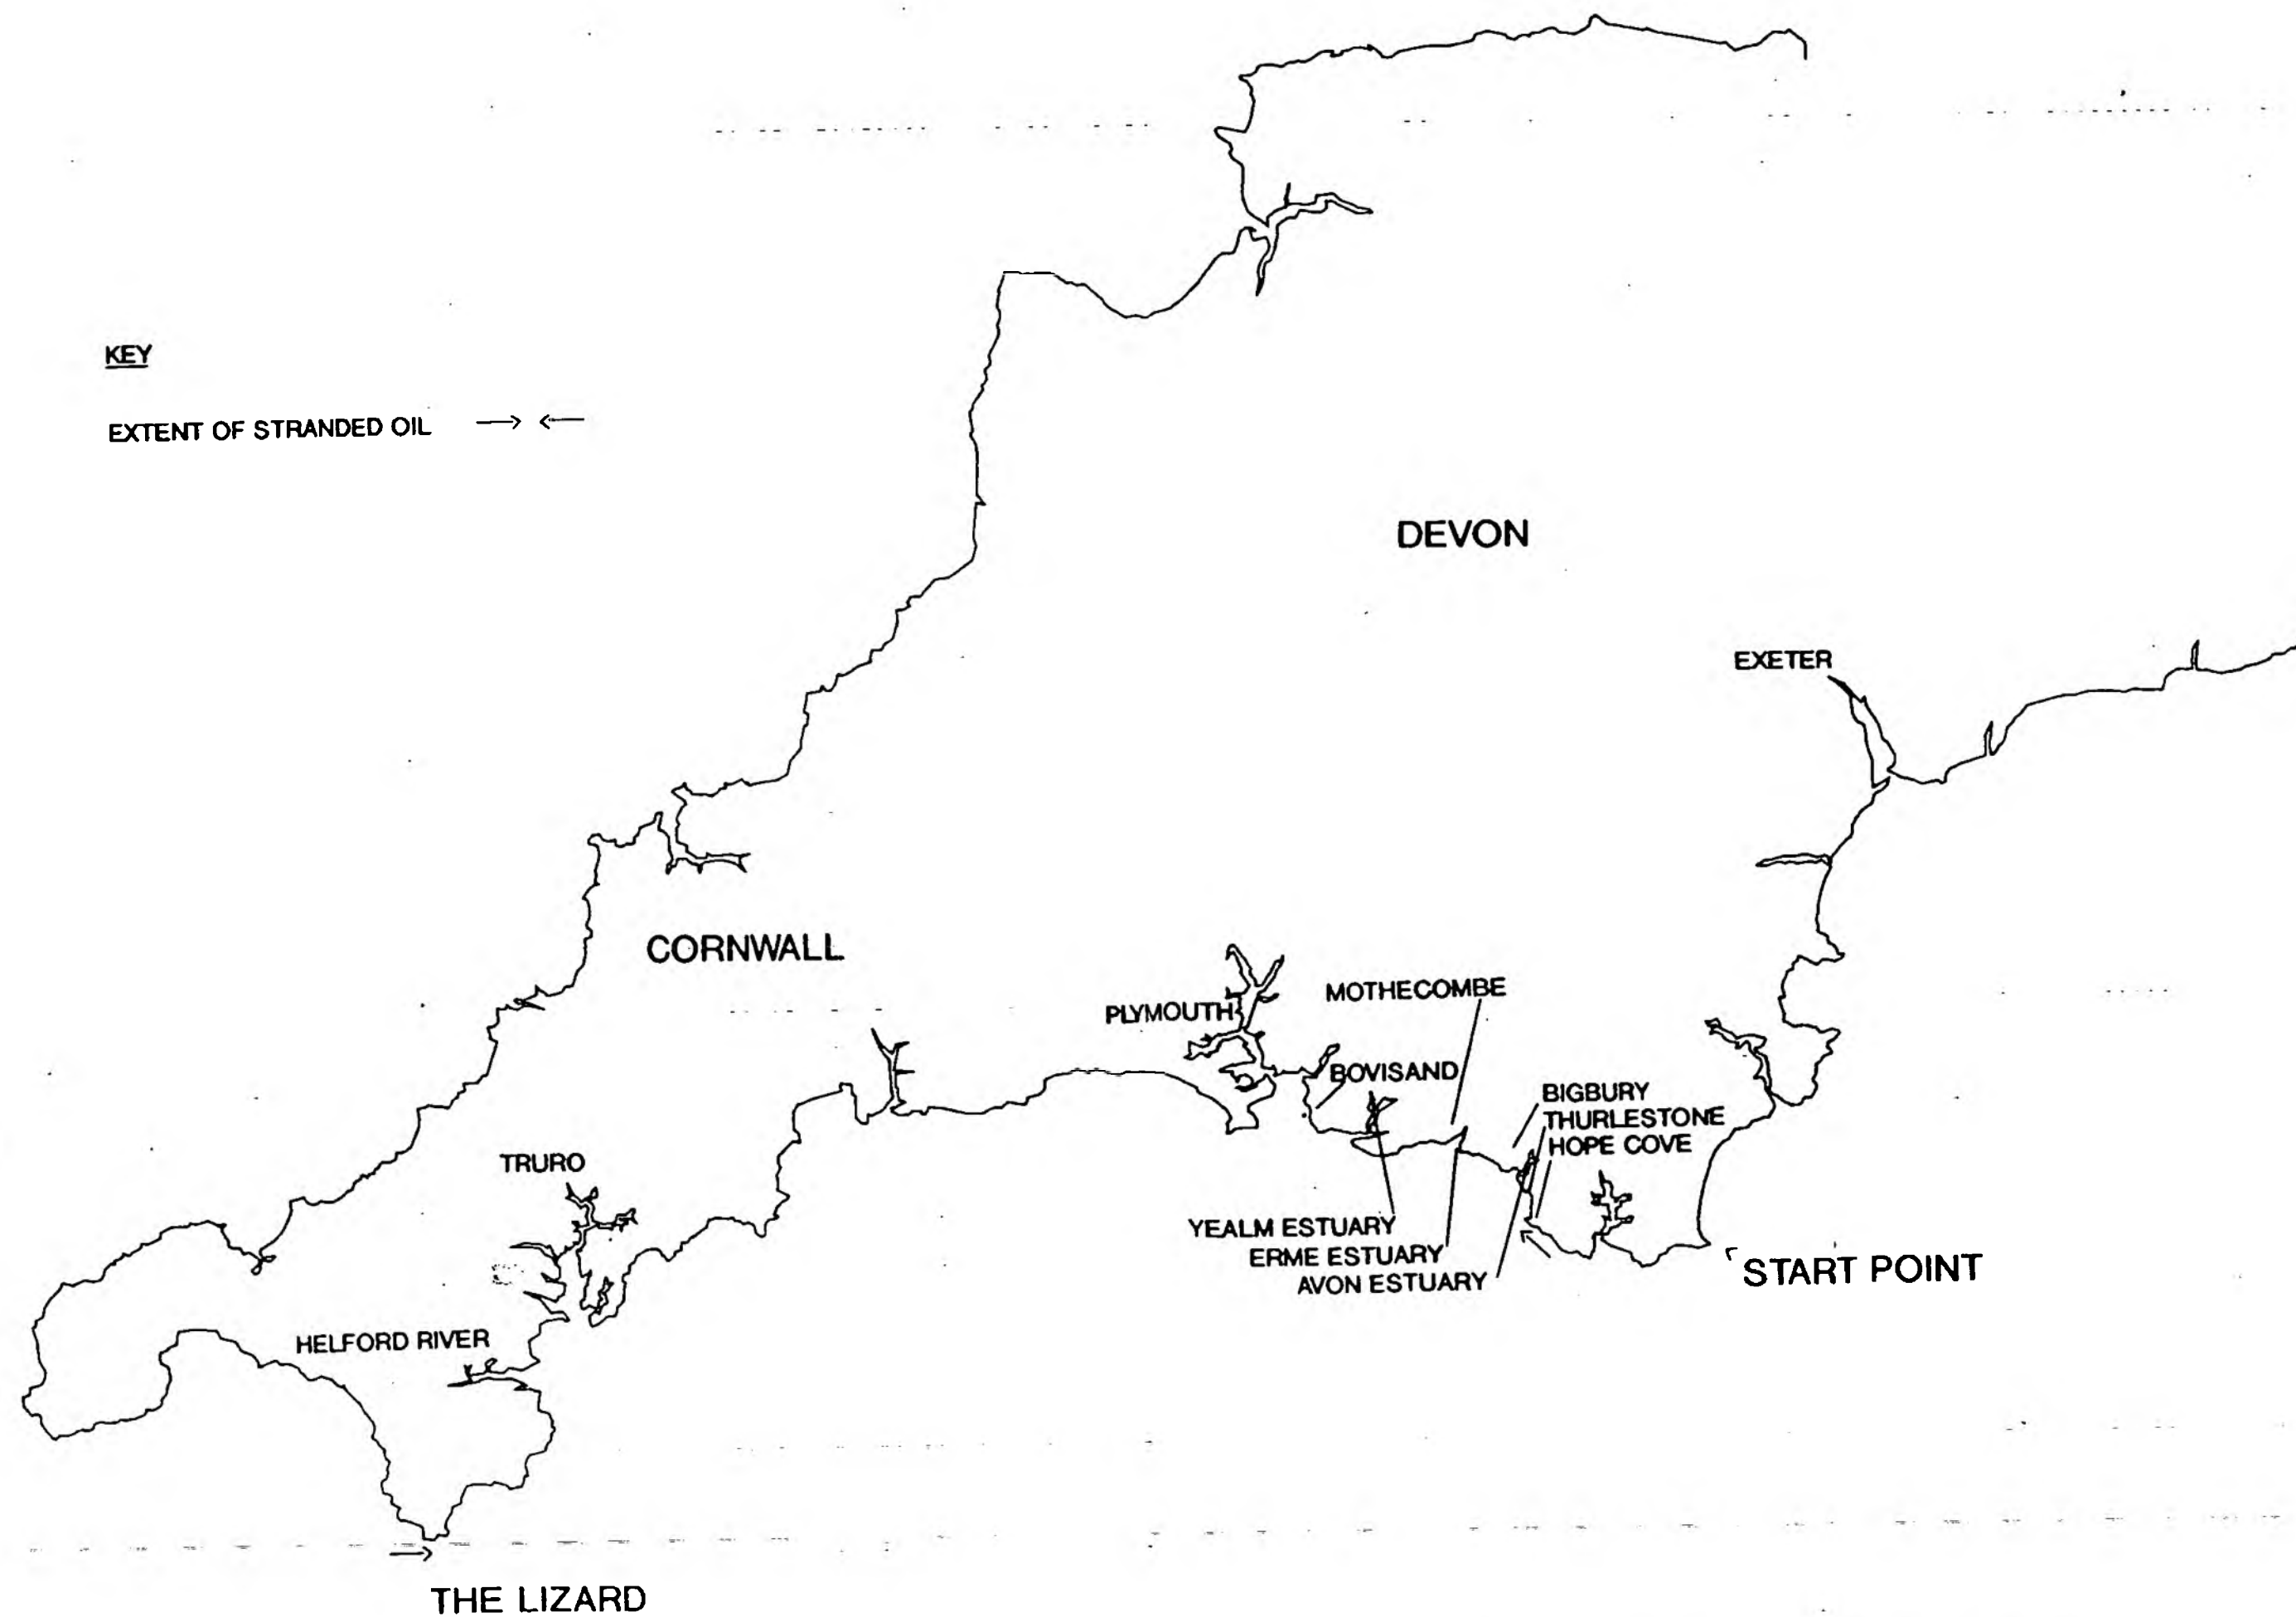 KEY
EXTENT OF STRANDED OIL
DEVON
EXETER
CORNWALL
PLYMOUTH
MOTHECOMBE
BOVISAND
BIGBURY
THURLESTONE
HOPE COVE
TRURO
YEALM ESTUARY
ERME ESTUARY
AVON ESTUARY
START POINT
HELFORD RIVER
THE LIZARD